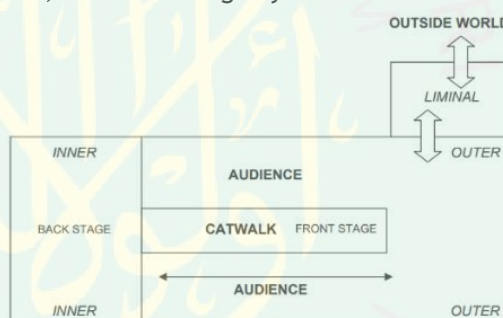 OUTSIDE WORLD
LIMINAL
INNER
OUTER
AUDIENCE
BACK STAGE
CATWALK FRONT STAGE
AUDIENCE
INNER
OUTER